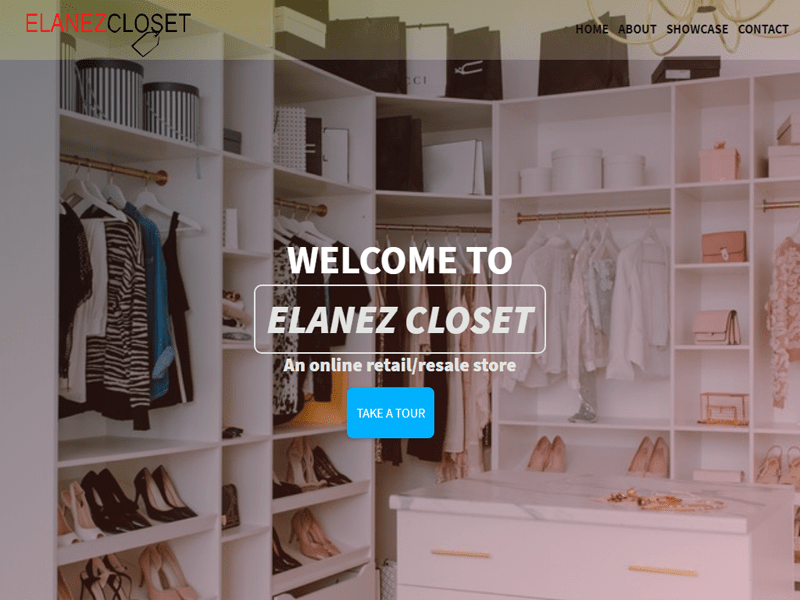 ELANEZCLOSET
HOME ABOUT SHOWCASE CONTACT
WELCOME TO
ELANEZ CLOSET
An online retail/resale store
TAKE A TOUR